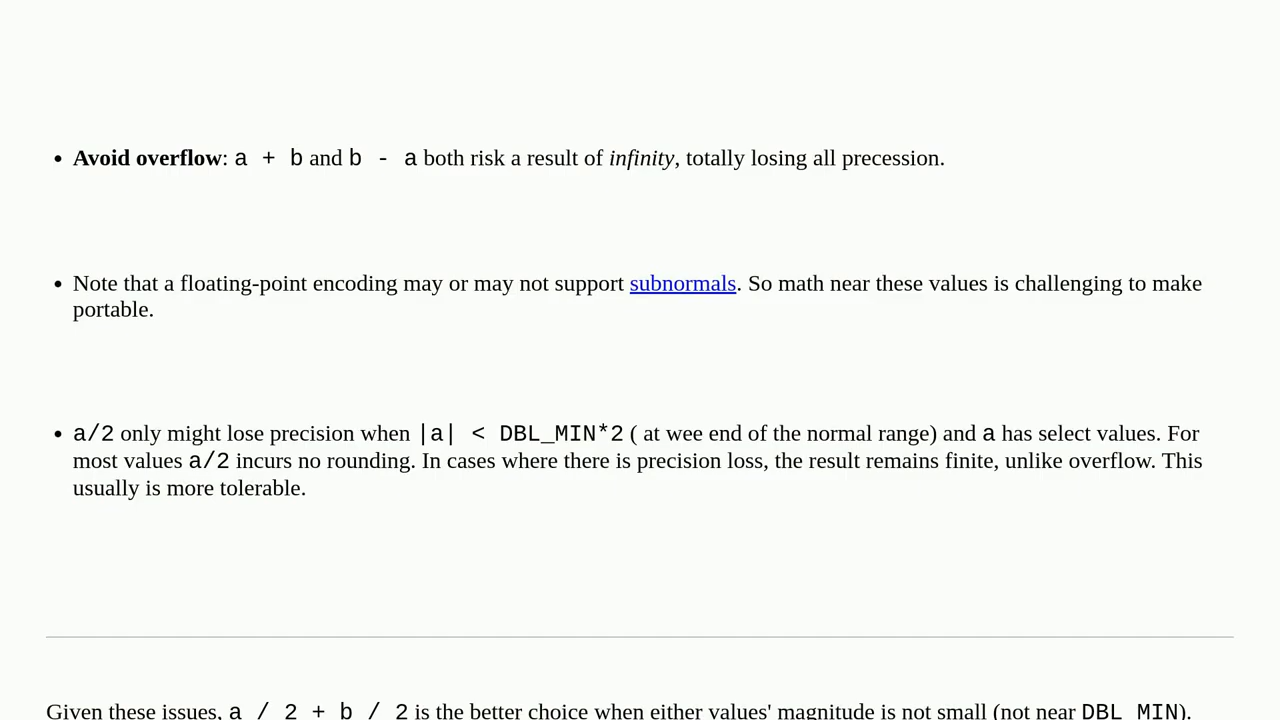 • Avoid overflow: a + b and b - a both risk a result of infinity, totally losing all precession.
• Note that a floating-point encoding may or may not support subnormals. So math near these values is challenging to make
portable.
• a/2 only might lose precision when |a| < DBL_MIN*2 ( at wee end of the normal range) and a has select values. For
most values a/2 incurs no rounding. In cases where there is precision loss, the result remains finite, unlike overflow. This
usually is more tolerable.
Given these issues, a / 2 + b / 2 is the better choice when either values' magnitude is not small (not near DBL_MIN).